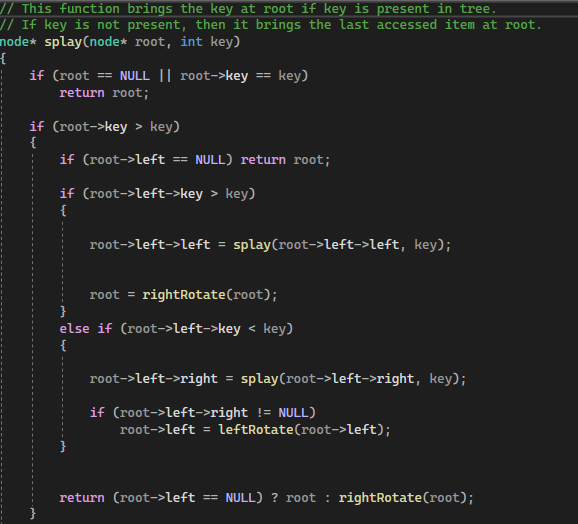 // This function brings the key at root if key is present in tree.
// If key is not present, then it brings the last accessed item at root.
node* splay(node* root, int key)
{
    if (root == NULL || root->key == key)
        return root;

    if (root->key > key)
    {
        if (root->left == NULL) return root;

        if (root->left->key > key)
        {

            root->left->left = splay(root->left->left, key);


            root = rightRotate(root);
        }
        else if (root->left->key < key)
        {

            root->left->right = splay(root->left->right, key);

            if (root->left->right != NULL)
                root->left = leftRotate(root->left);
        }


        return (root->left == NULL) ? root : rightRotate(root);
    }